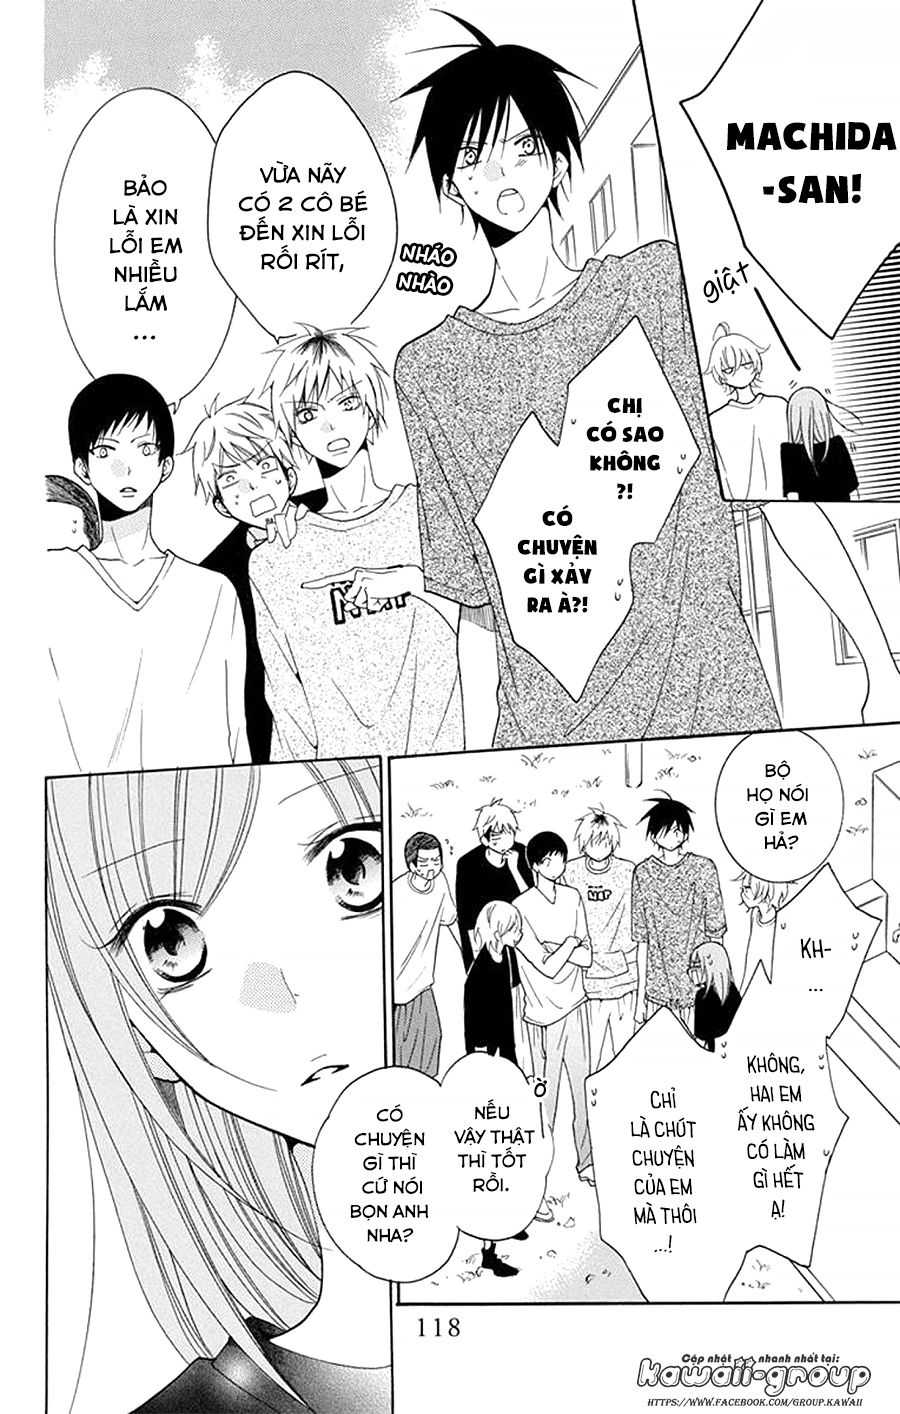 MACHIDA
-SAN!
giật
CHỊ
CÓ SAO
KHÔNG
?!
CÓ
CHUYỆN
GÌ XẢY
RA À?!
NHÁO
NHÀO
VỪA NÃY
CÓ 2 CÔ BÉ
ĐẾN XIN LỖI
RỐI RÍT,
BẢO
LÀ XIN
LỖI EM
NHIỀU
LẮM
...
BỘ
HỌ NÓI
GÌ EM
HẢ?
KH-
...
KHÔNG,
HAI EM
ẤY KHÔNG
CÓ LÀM
GÌ HẾT
Ạ!
CHỈ
LÀ CHÚT
CHUYỆN
CỦA EM
MÀ THÔI
...!
Ờ
NẾU
VẬY THẬT
THÌ TỐT
RỒI.
CÓ
CHUYỆN
GÌ THÌ
CỨ NÓI
BỌN ANH
NHA?
118
Cập nhật nhanh nhất tại:
kawaii-group
HTTPS://WWW.FACEBOOK.COM/GROUP.KAWAII